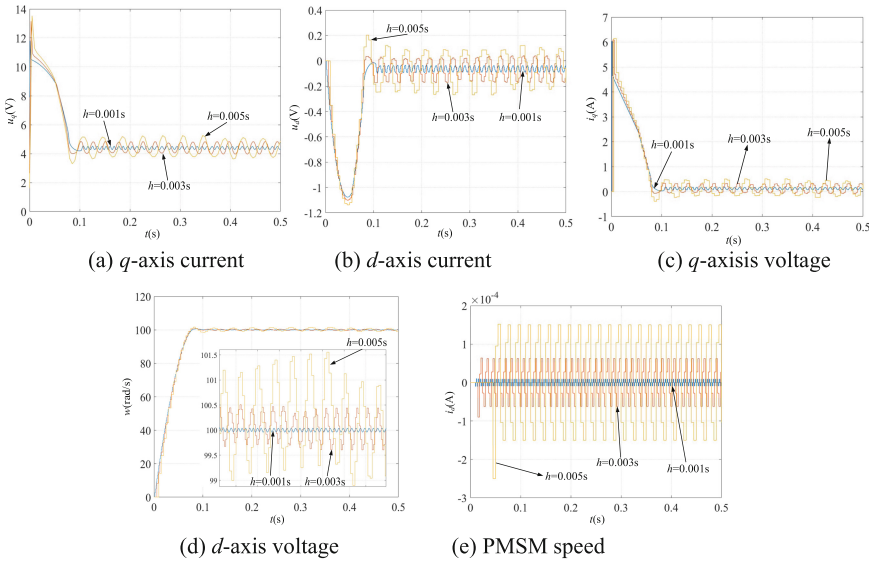 14
12
10
8
6
4
2
0
u_q(V)
h=0.001s
h=0.005s
h=0.003s
0
0.1
0.2
0.3
0.4
0.5
t(s)
(a) q-axis current
0.4
0.2
0
-0.2
-0.4
-0.6
-0.8
-1
-1.2
u_d(V)
h=0.005s
h=0.003s
h=0.001s
0
0.1
0.2
0.3
0.4
0.5
t(s)
(b) d-axis current
7
6
5
4
3
2
1
0
-1
i_q(A)
h=0.001s
h=0.003s
h=0.005s
0
0.1
0.2
0.3
0.4
0.5
t(s)
(c) q-axisis voltage
120
100
80
60
40
20
0
w(rad/s)
h=0.005s
101.5
101
100.5
100
99.5
99
h=0.001s
h=0.003s
0
0.1
0.2
0.3
0.4
0.5
t(s)
(d) d-axis voltage
×10⁻⁴
2
1
0
-1
-2
-3
i_d(A)
h=0.001s
h=0.003s
h=0.005s
0
0.1
0.2
0.3
0.4
0.5
t(s)
(e) PMSM speed